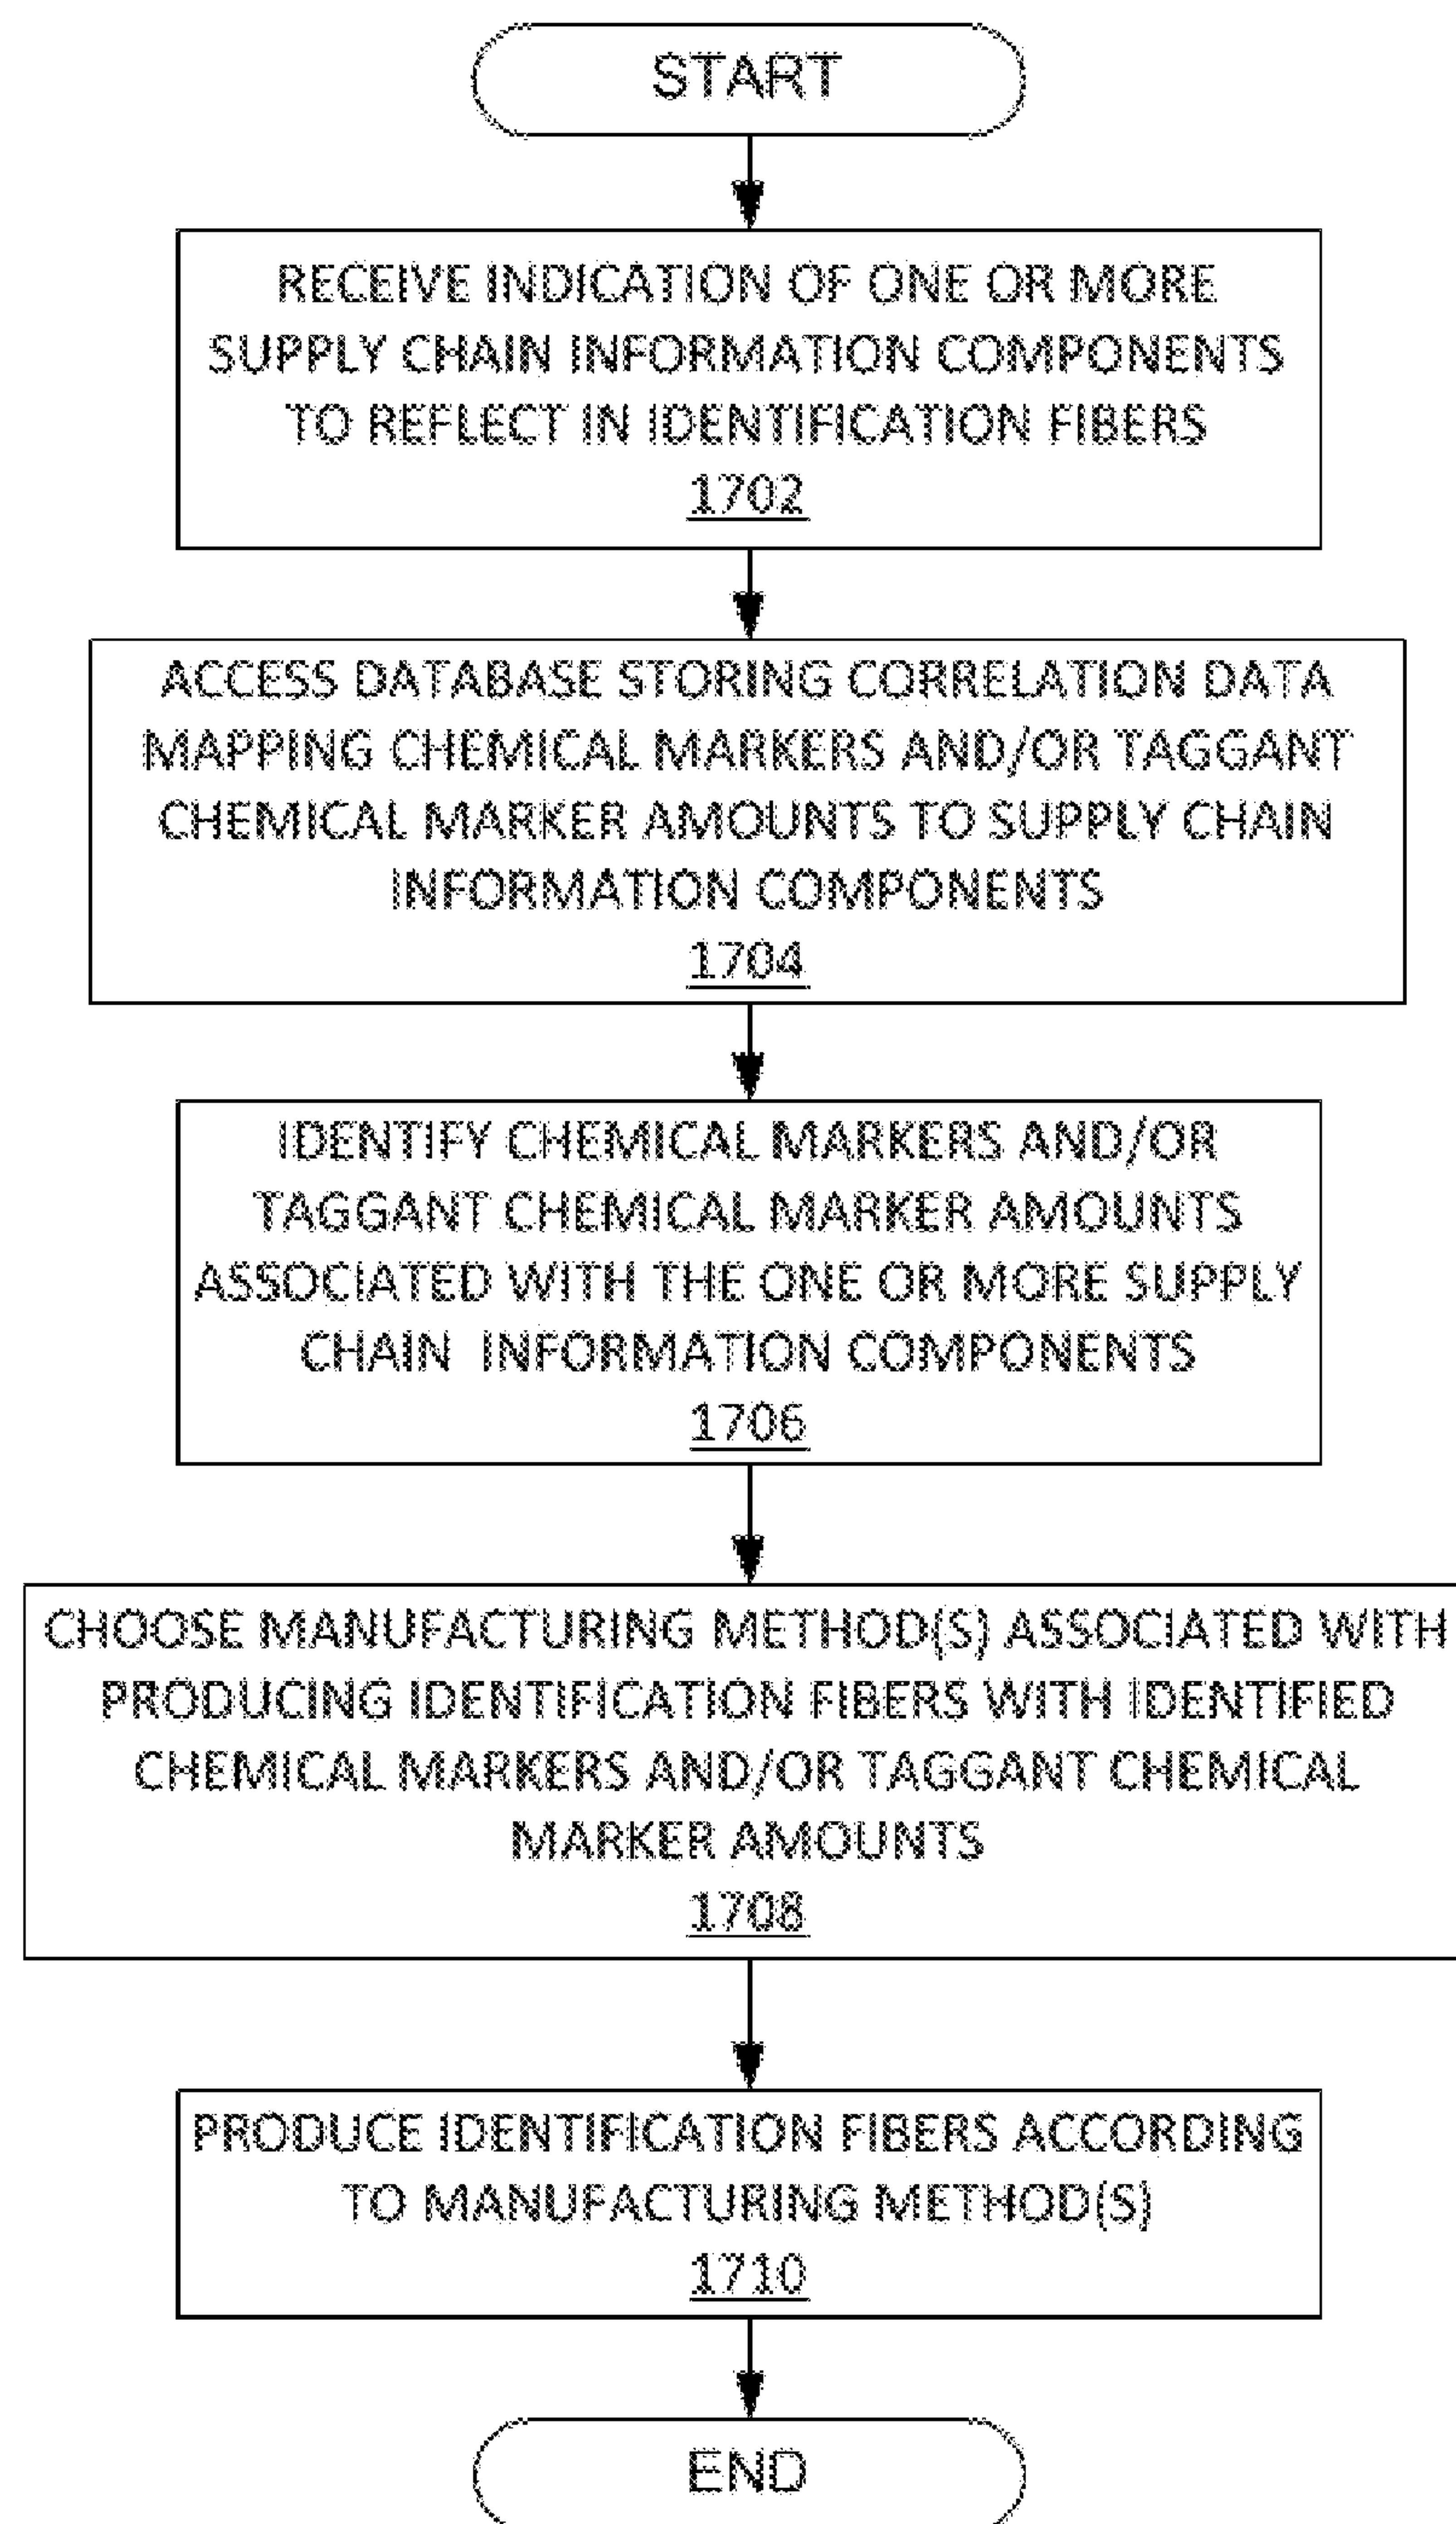 START
RECEIVE INDICATION OF ONE OR MORE
SUPPLY CHAIN INFORMATION COMPONENTS
TO REFLECT IN IDENTIFICATION FIBERS
1702
ACCESS DATABASE STORING CORRELATION DATA
MAPPING CHEMICAL MARKERS AND/OR TAGGANT
CHEMICAL MARKER AMOUNTS TO SUPPLY CHAIN
INFORMATION COMPONENTS
1704
IDENTIFY CHEMICAL MARKERS AND/OR
TAGGANT CHEMICAL MARKER AMOUNTS
ASSOCIATED WITH THE ONE OR MORE SUPPLY
CHAIN INFORMATION COMPONENTS
1706
CHOOSE MANUFACTURING METHOD(S) ASSOCIATED WITH
PRODUCING IDENTIFICATION FIBERS WITH IDENTIFIED
CHEMICAL MARKERS AND/OR TAGGANT CHEMICAL
MARKER AMOUNTS
1708
PRODUCE IDENTIFICATION FIBERS ACCORDING
TO MANUFACTURING METHOD(S)
1710
END